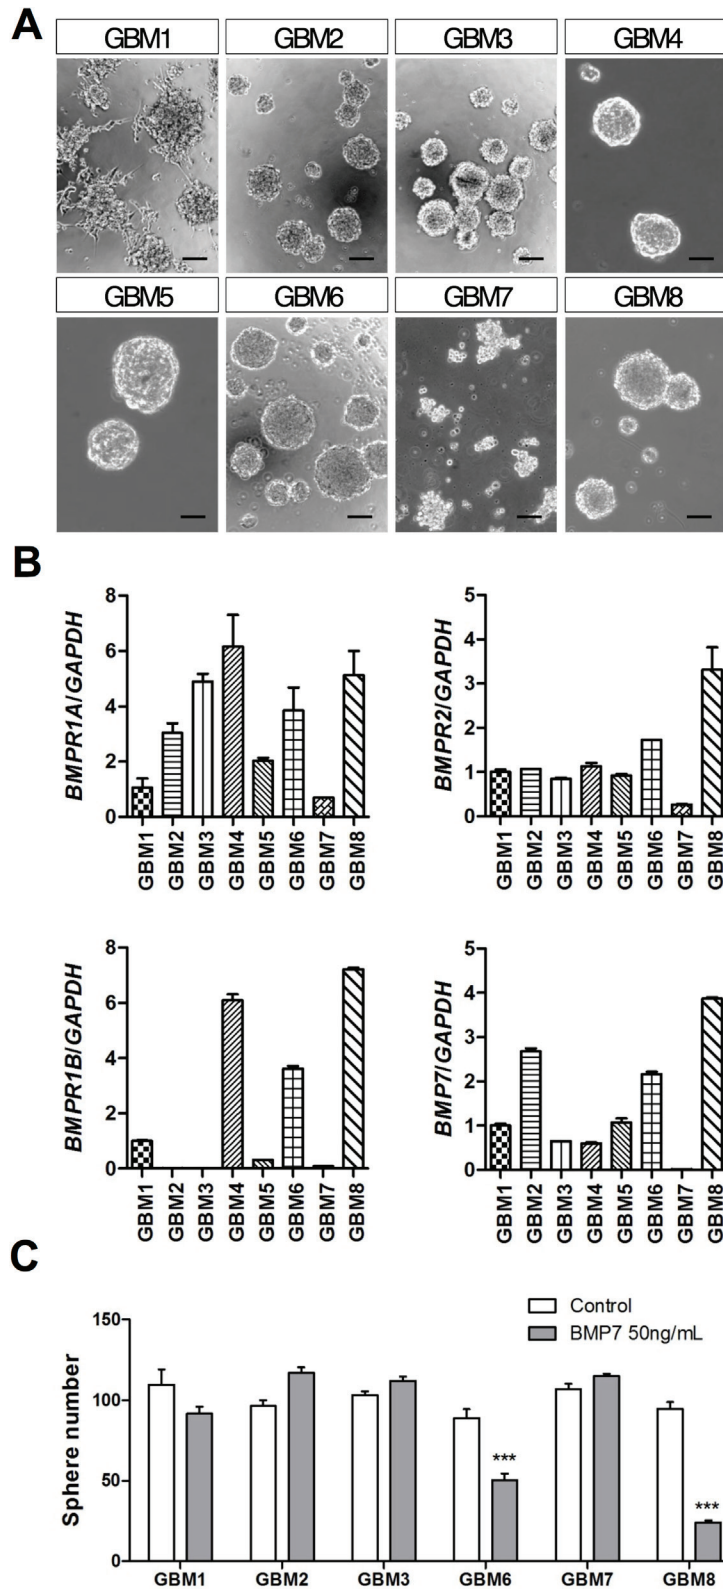 A
GBM1 GBM2 GBM3 GBM4
GBM5 GBM6 GBM7 GBM8
B
BMPR1A/GAPDH
8
6
4
2
0
GBM1 GBM2 GBM3 GBM4 GBM5 GBM6 GBM7 GBM8
BMPR2/GAPDH
5
4
3
2
1
0
GBM1 GBM2 GBM3 GBM4 GBM5 GBM6 GBM7 GBM8
BMPR1B/GAPDH
8
6
4
2
0
GBM1 GBM2 GBM3 GBM4 GBM5 GBM6 GBM7 GBM8
BMP7/GAPDH
5
4
3
2
1
0
GBM1 GBM2 GBM3 GBM4 GBM5 GBM6 GBM7 GBM8
C
Control
BMP7 50ng/mL
Sphere number
150
100
50
0
***
***
GBM1 GBM2 GBM3 GBM6 GBM7 GBM8